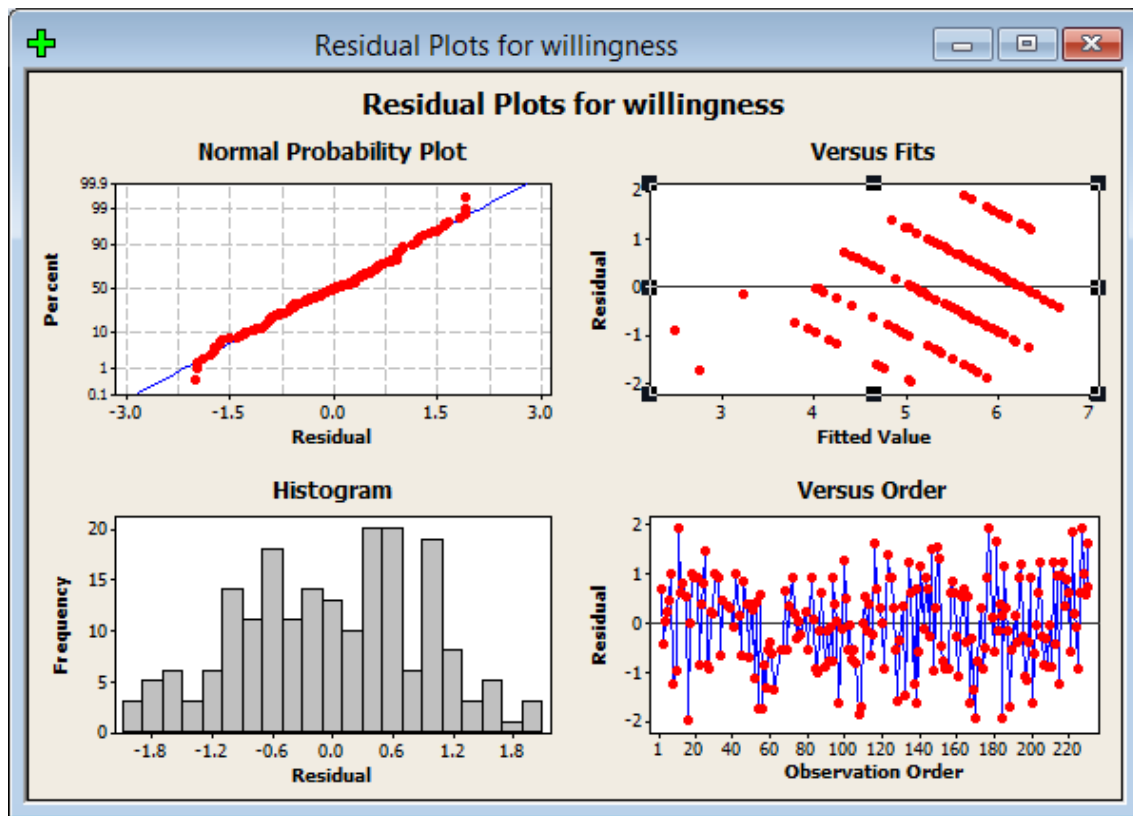 Residual Plots for willingness
Residual Plots for willingness
Normal Probability Plot
99.9
99
90
50
10
1
0.1
Percent
-3.0 -1.5 0.0 1.5 3.0
Residual
Versus Fits
2
1
0
-1
-2
Residual
3 4 5 6 7
Fitted Value
Histogram
20
15
10
5
0
Frequency
-1.8 -1.2 -0.6 0.0 0.6 1.2 1.8
Residual
Versus Order
2
1
0
-1
-2
Residual
1 20 40 60 80 100 120 140 160 180 200 220
Observation Order